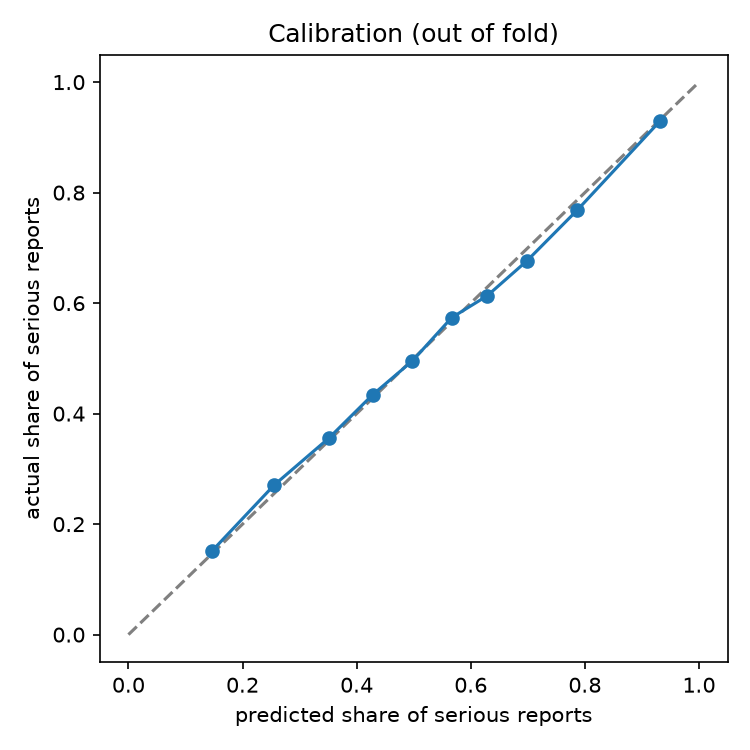 Calibration (out of fold)
actual share of serious reports
1.0
0.8
0.6
0.4
0.2
0.0
0.0 0.2 0.4 0.6 0.8 1.0
predicted share of serious reports